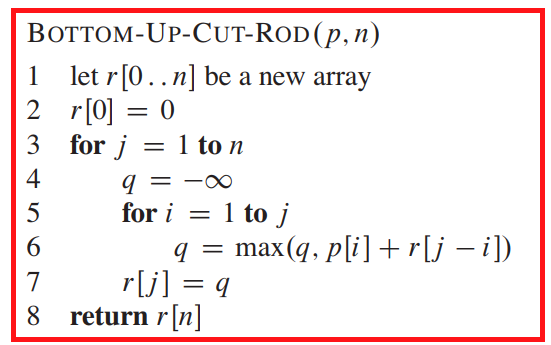 BOTTOM-UP-CUT-ROD(p, n)
1 let r[0..n] be a new array
2 r[0] = 0
3 for j = 1 to n
4 q = −∞
5 for i = 1 to j
6 q = max(q, p[i] + r[j − i])
7 r[j] = q
8 return r[n]